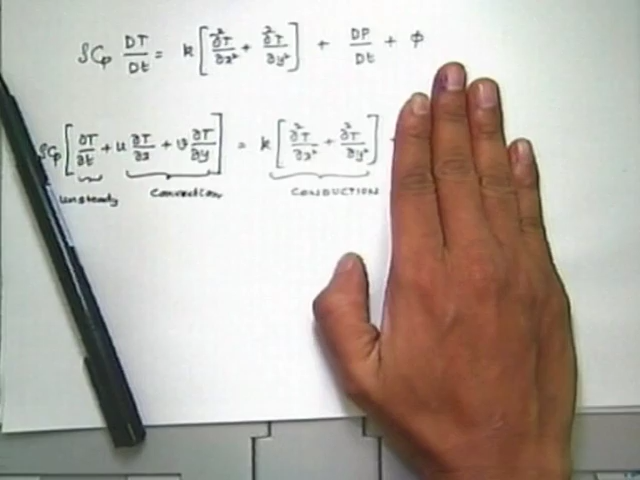 ρCp DT/Dt = k [∂²T/∂x² + ∂²T/∂y²] + DP/Dt + ϕ
ρCp [∂T/∂t + u ∂T/∂x + v ∂T/∂y] = k [∂²T/∂x² + ∂²T/∂y²]
unsteady Convection CONDUCTION